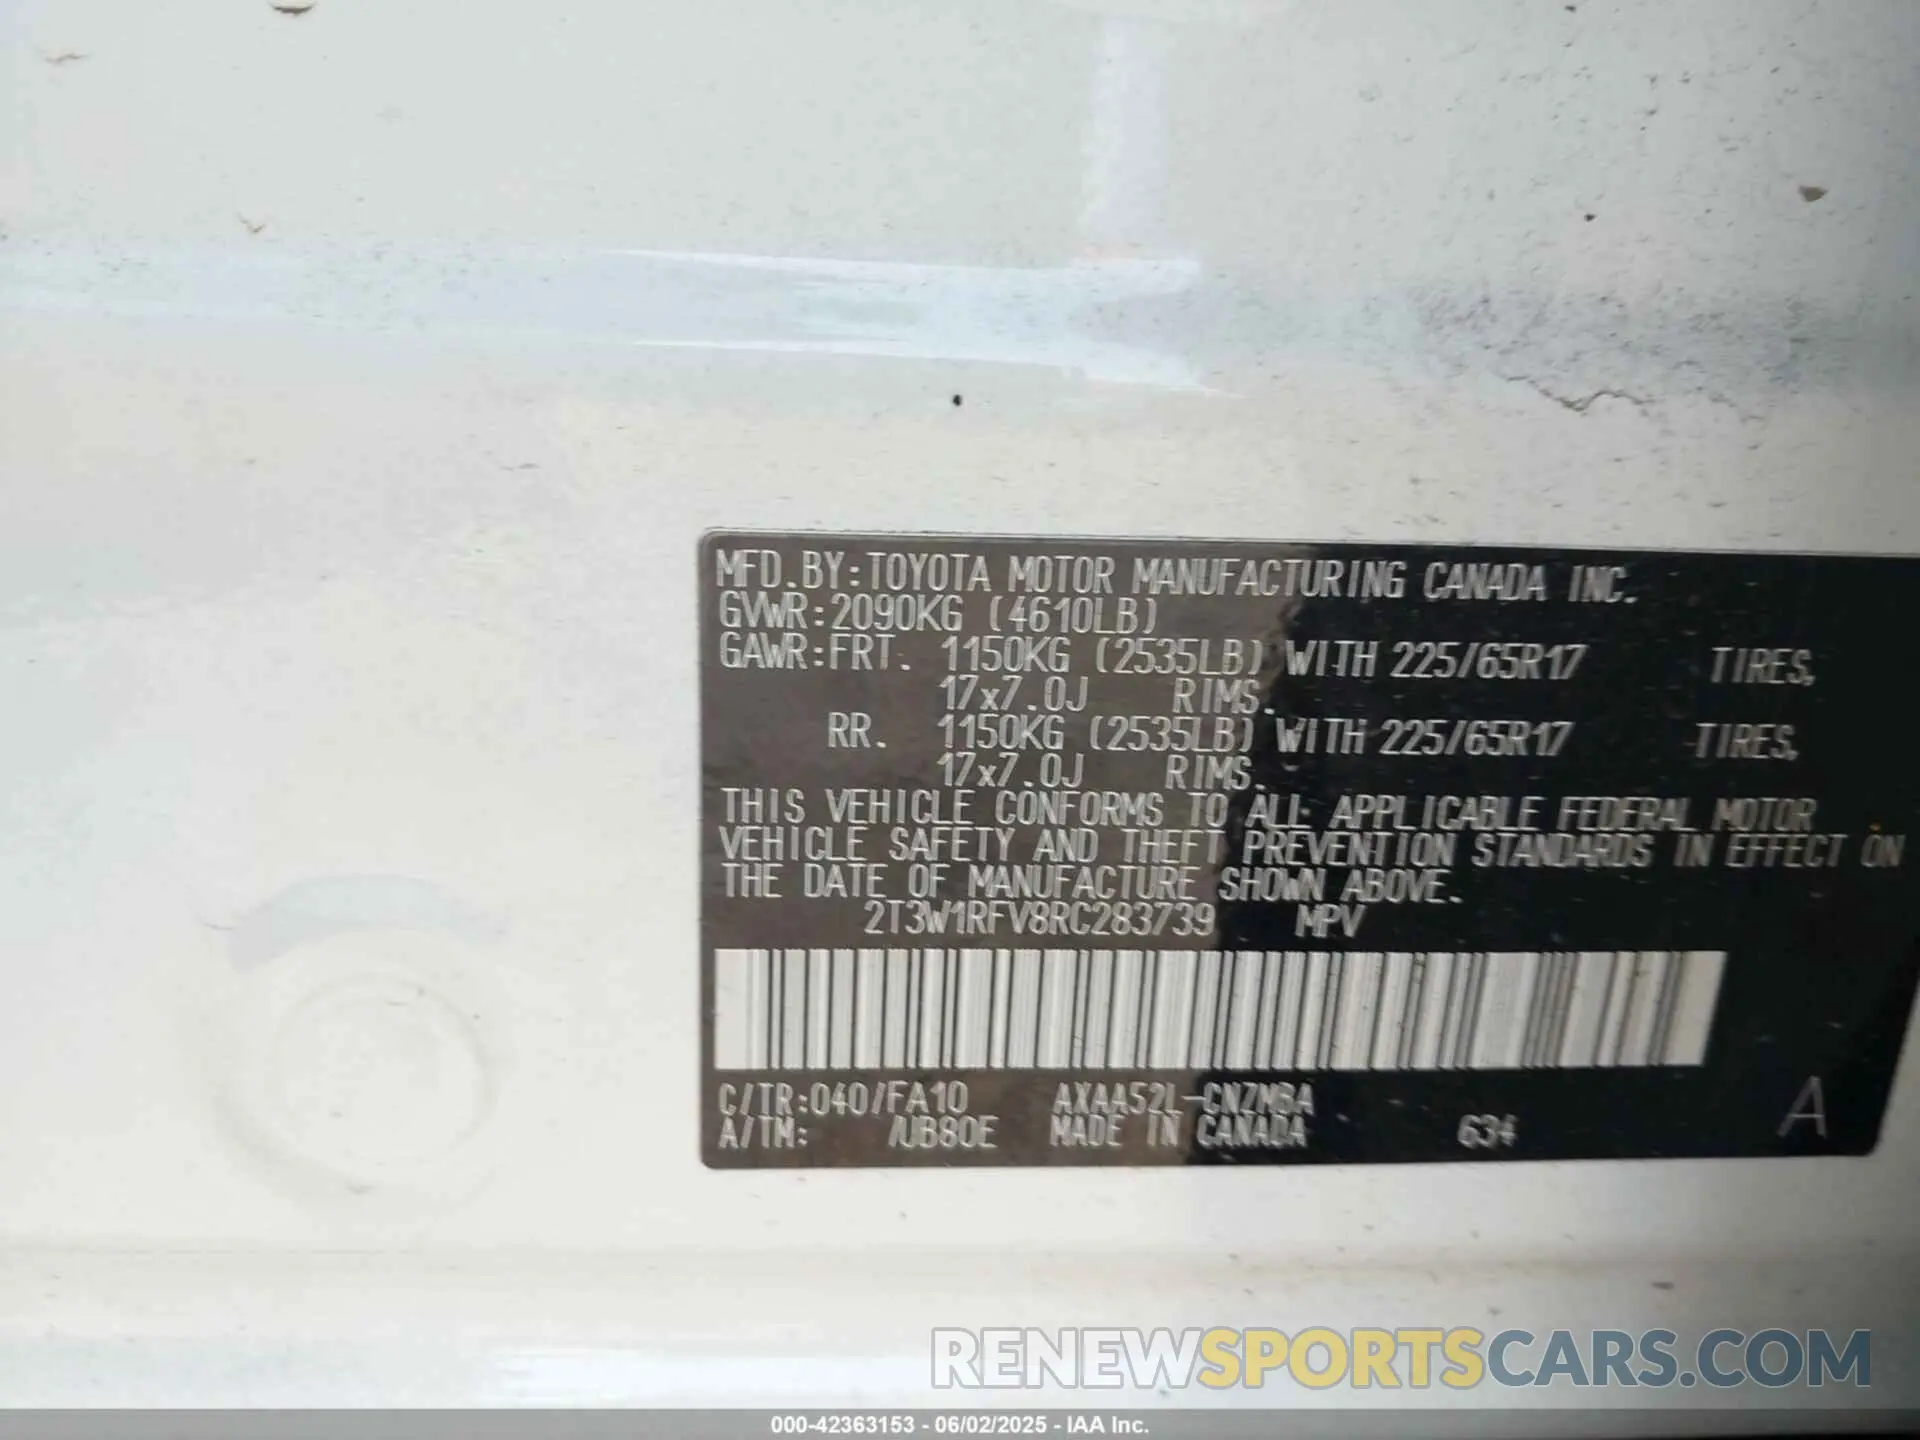 MFD.BY:TOYOTA MOTOR MANUFACTURING CANADA INC.
GVWR:2090KG (4610LB)
GAWR:FRT. 1150KG (2535LB) WITH 225/65R17 TIRES,
17x7.0J RIMS.
RR. 1150KG (2535LB) WITH 225/65R17 TIRES,
17x7.0J RIMS.
THIS VEHICLE CONFORMS TO ALL APPLICABLE FEDERAL MOTOR
VEHICLE SAFETY AND THEFT PREVENTION STANDARDS IN EFFECT ON
THE DATE OF MANUFACTURE SHOWN ABOVE.
2T3W1RFV8RC283739 MPV
C/TR:040/FA10 AXAA52L-CNZMBA
A/TM: /UB80E MADE IN CANADA 634 A
RENEWSPORTSCARS.COM
000-42363153 - 06/02/2025 - IAA Inc.